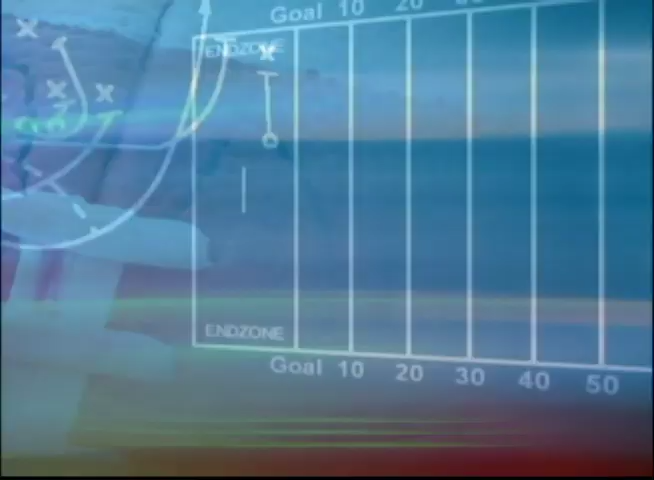 Goal 10 20
ENDZONE
X
X
X X
ENDZONE
Goal 10 20 30 40 50